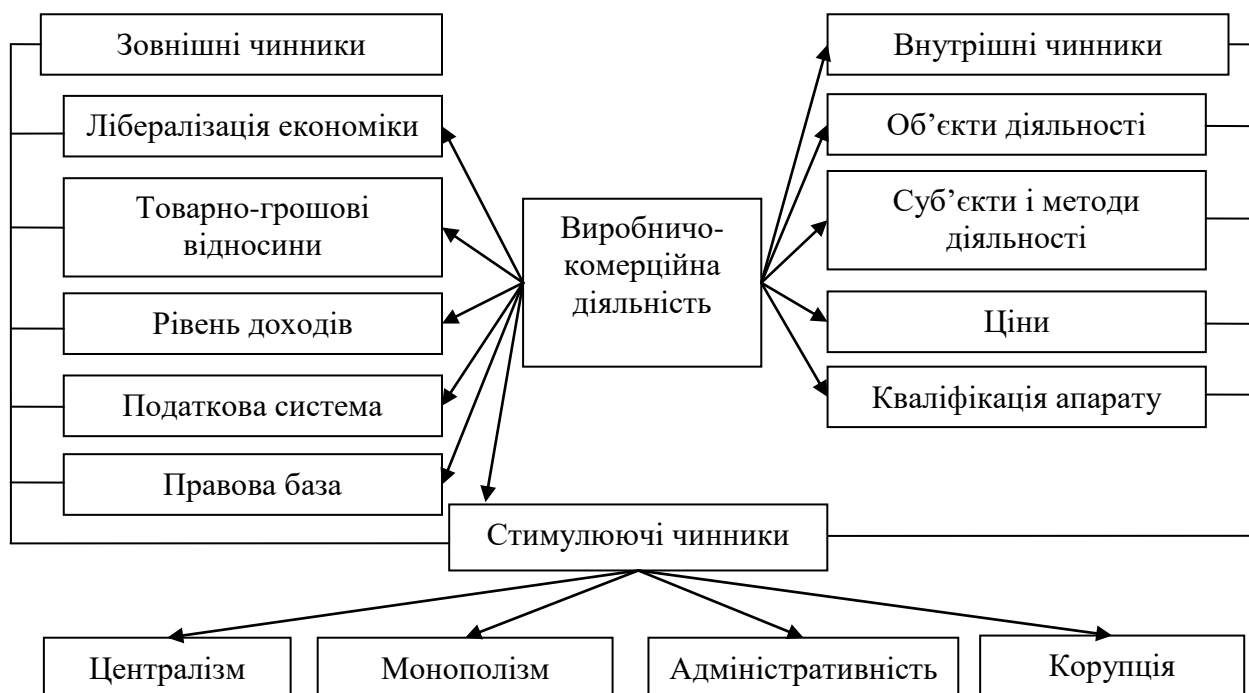 Зовнішні чинники
Лібералізація економіки
Товарно-грошові
відносини
Рівень доходів
Податкова система
Правова база
Виробничо-
комерційна
діяльність
Внутрішні чинники
Об’єкти діяльності
Суб’єкти і методи
діяльності
Ціни
Кваліфікація апарату
Стимулюючі чинники
Централізм
Монополізм
Адміністративність
Корупція